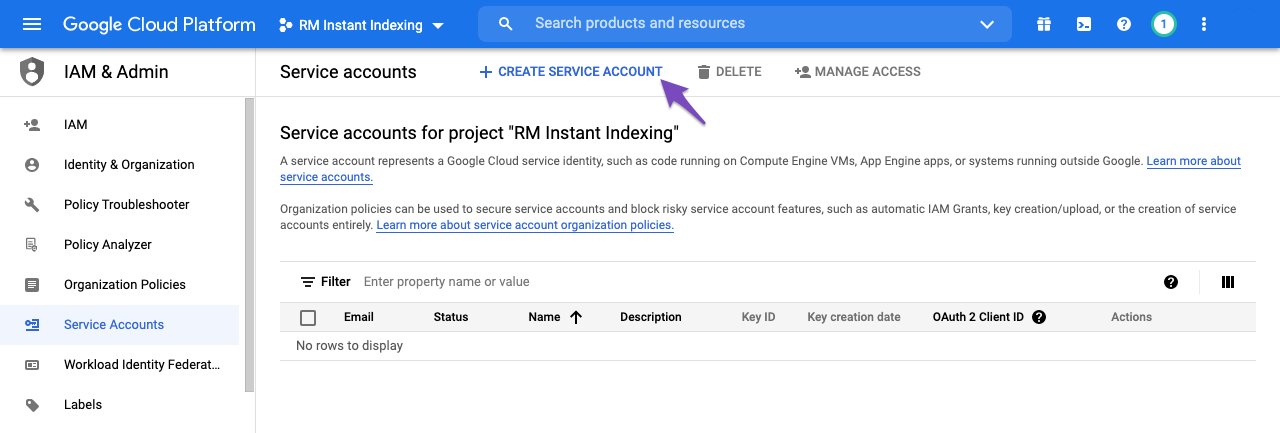 Google Cloud Platform
RM Instant Indexing
Search products and resources
1
IAM & Admin
Service accounts
CREATE SERVICE ACCOUNT
DELETE
MANAGE ACCESS
IAM
Identity & Organization
Policy Troubleshooter
Policy Analyzer
Organization Policies
Service Accounts
Workload Identity Federat...
Labels
Service accounts for project "RM Instant Indexing"
A service account represents a Google Cloud service identity, such as code running on Compute Engine VMs, App Engine apps, or systems running outside Google. Learn more about
service accounts.
Organization policies can be used to secure service accounts and block risky service account features, such as automatic IAM Grants, key creation/upload, or the creation of service
accounts entirely. Learn more about service account organization policies.
Filter Enter property name or value
Email Status Name Description Key ID Key creation date OAuth 2 Client ID Actions
No rows to display